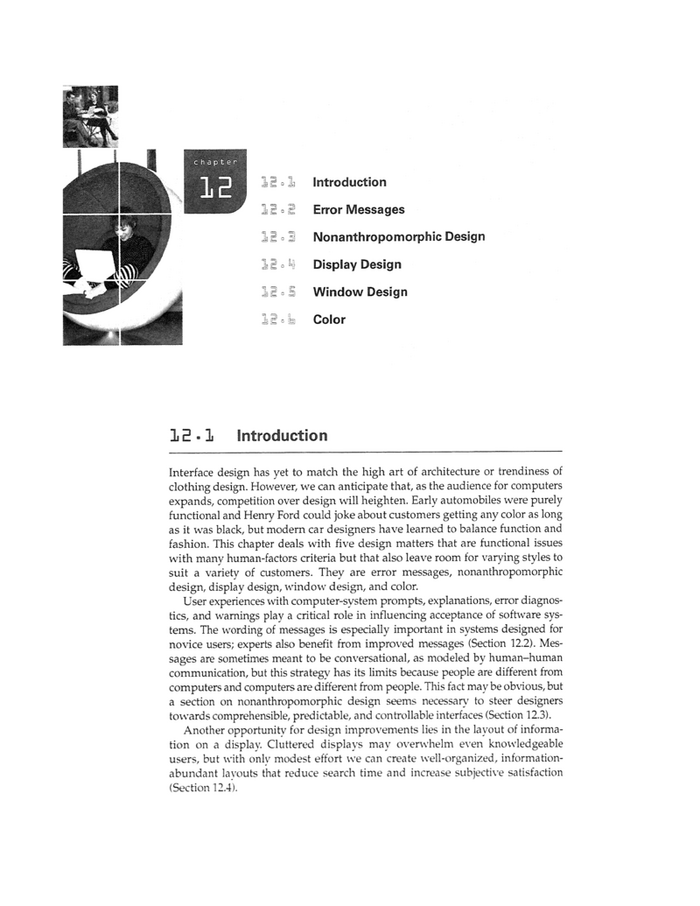 chapter
12
12.1 Introduction
12.2 Error Messages
12.3 Nonanthropomorphic Design
12.4 Display Design
12.5 Window Design
12.6 Color
12.1 Introduction
Interface design has yet to match the high art of architecture or trendiness of
clothing design. However, we can anticipate that, as the audience for computers
expands, competition over design will heighten. Early automobiles were purely
functional and Henry Ford could joke about customers getting any color as long
as it was black, but modern car designers have learned to balance function and
fashion. This chapter deals with five design matters that are functional issues
with many human-factors criteria but that also leave room for varying styles to
suit a variety of customers. They are error messages, nonanthropomorphic
design, display design, window design, and color.
User experiences with computer-system prompts, explanations, error diagnos-
tics, and warnings play a critical role in influencing acceptance of software sys-
tems. The wording of messages is especially important in systems designed for
novice users; experts also benefit from improved messages (Section 12.2). Mes-
sages are sometimes meant to be conversational, as modeled by human–human
communication, but this strategy has its limits because people are different from
computers and computers are different from people. This fact may be obvious, but
a section on nonanthropomorphic design seems necessary to steer designers
towards comprehensible, predictable, and controllable interfaces (Section 12.3).
Another opportunity for design improvements lies in the layout of informa-
tion on a display. Cluttered displays may overwhelm even knowledgeable
users, but with only modest effort we can create well-organized, information-
abundant layouts that reduce search time and increase subjective satisfaction
(Section 12.4).